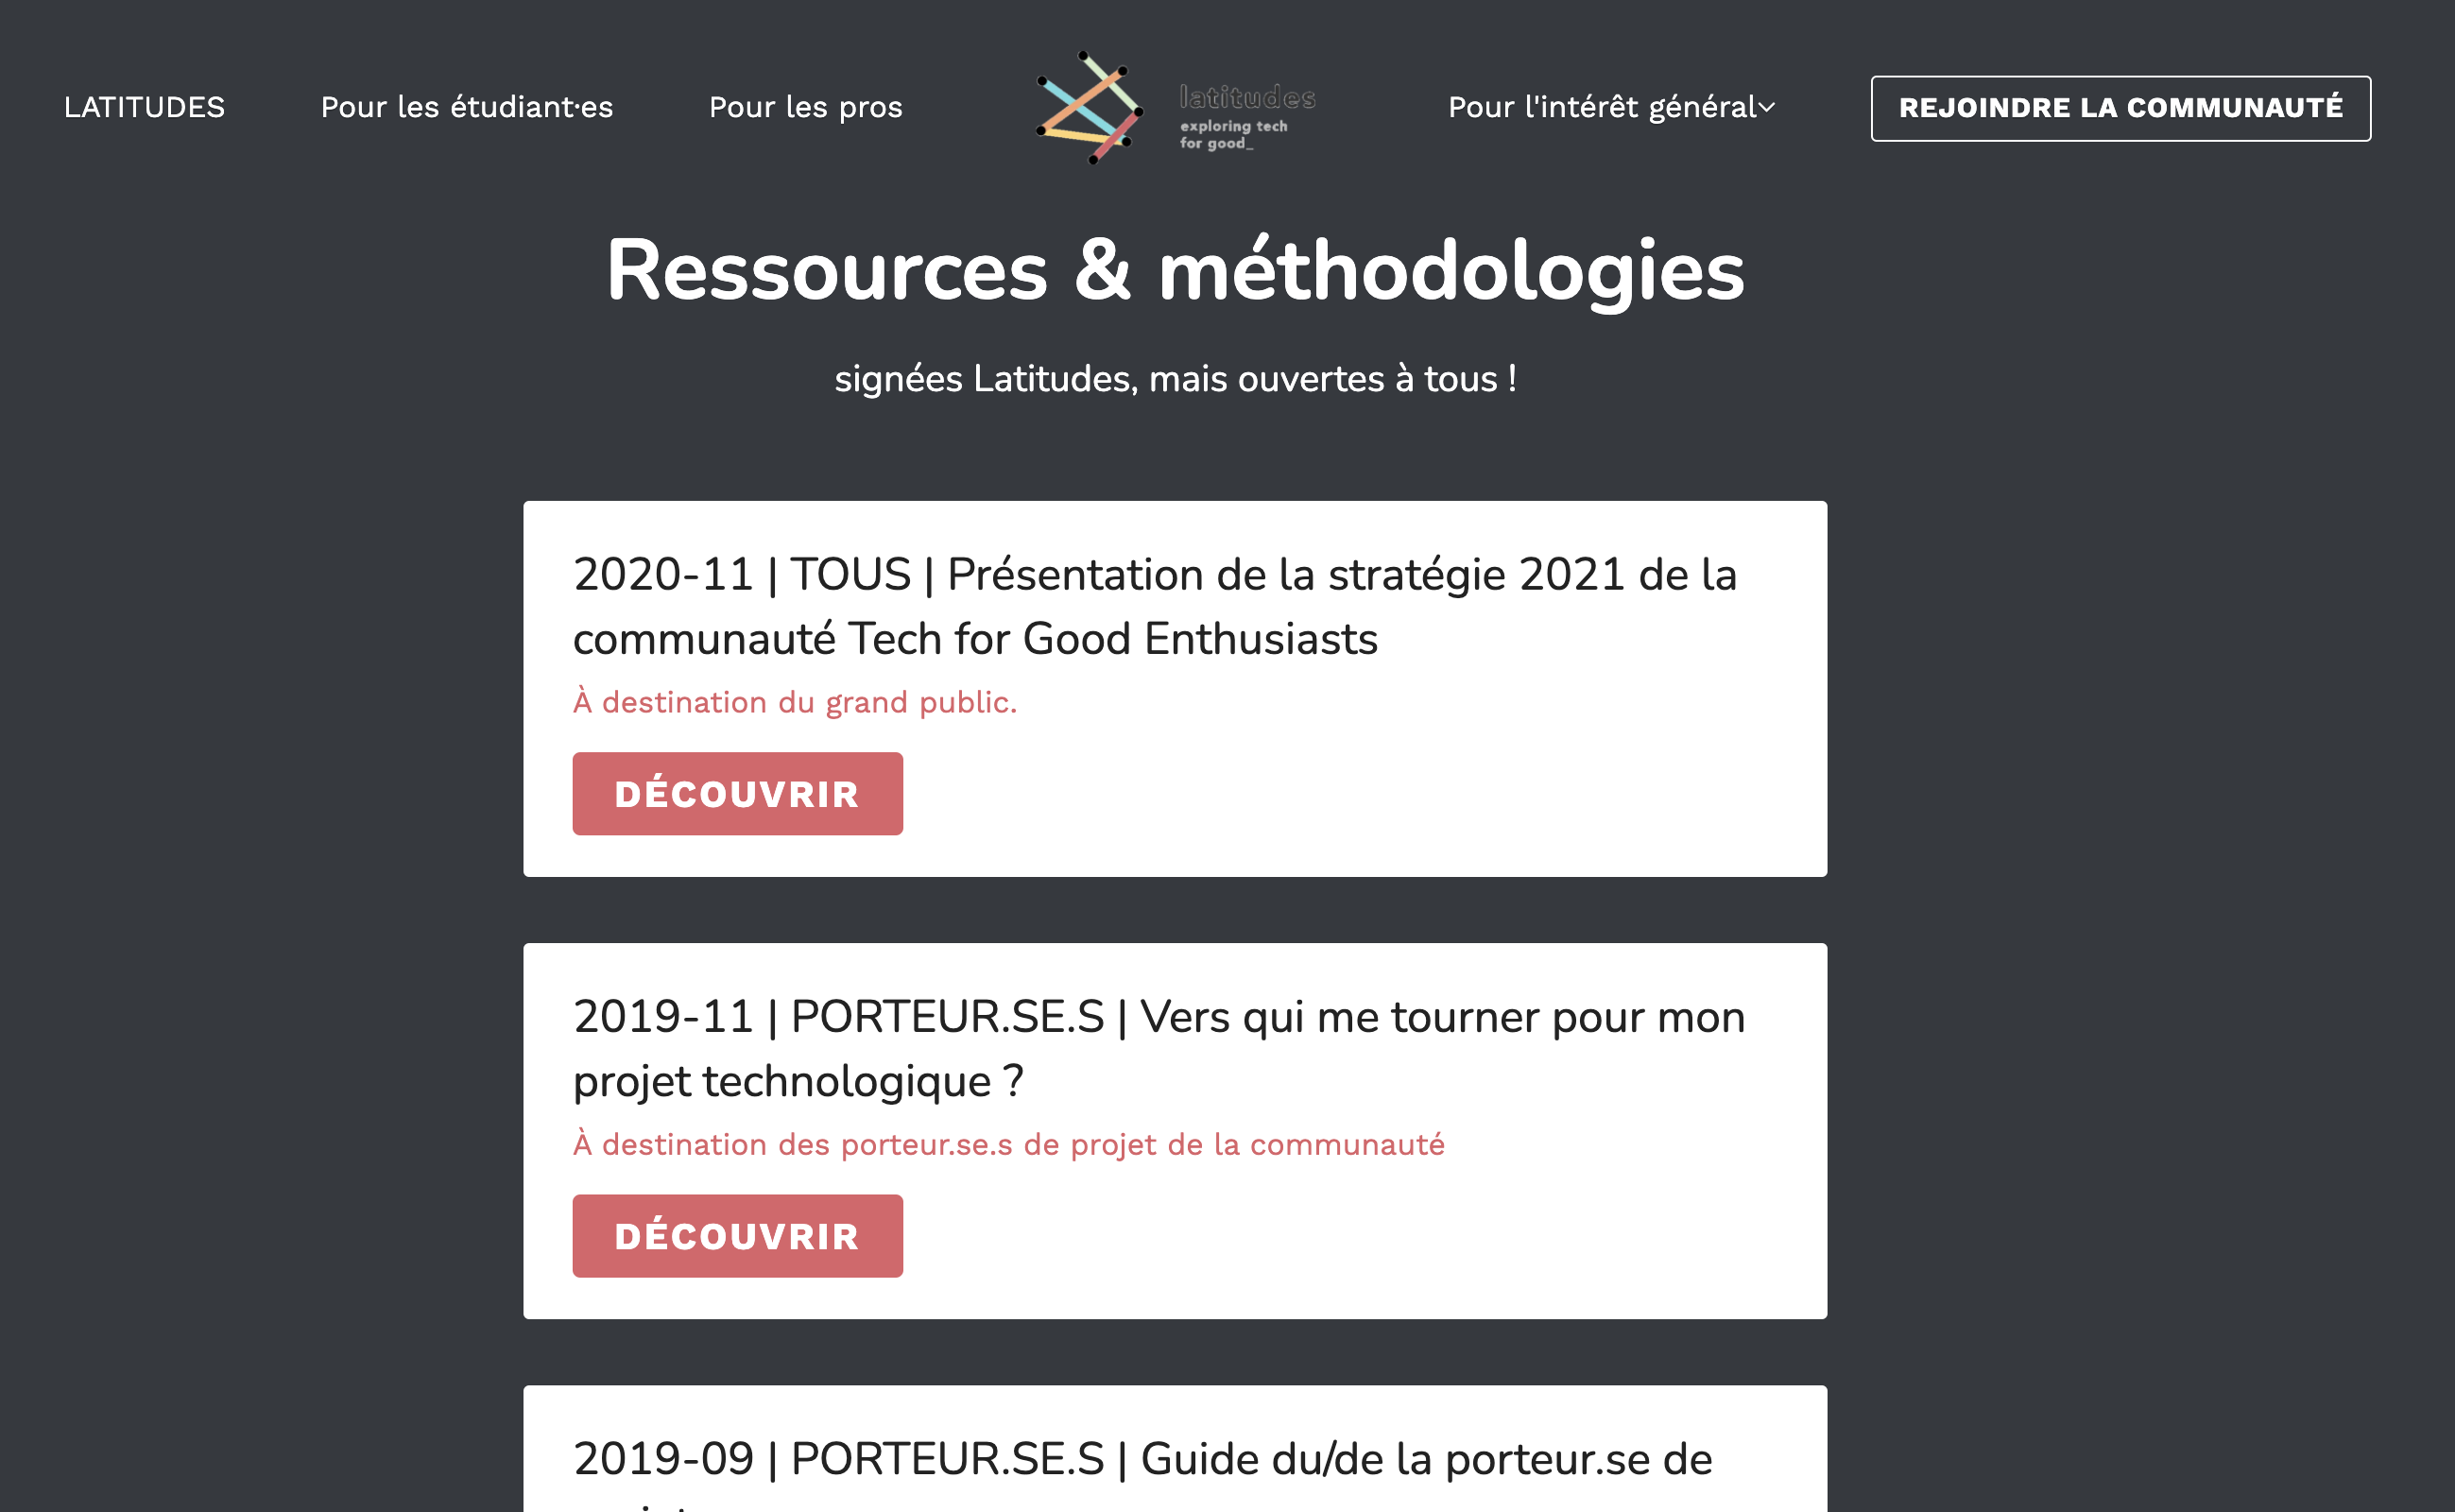 LATITUDES
Pour les étudiant·es
Pour les pros
latitudes
exploring tech
for good_
Pour l'intérêt général
REJOINDRE LA COMMUNAUTÉ
Ressources & méthodologies
signées Latitudes, mais ouvertes à tous !
2020-11 | TOUS | Présentation de la stratégie 2021 de la
communauté Tech for Good Enthusiasts
À destination du grand public.
DÉCOUVRIR
2019-11 | PORTEUR.SE.S | Vers qui me tourner pour mon
projet technologique ?
À destination des porteur.se.s de projet de la communauté
DÉCOUVRIR
2019-09 | PORTEUR.SE.S | Guide du/de la porteur.se de